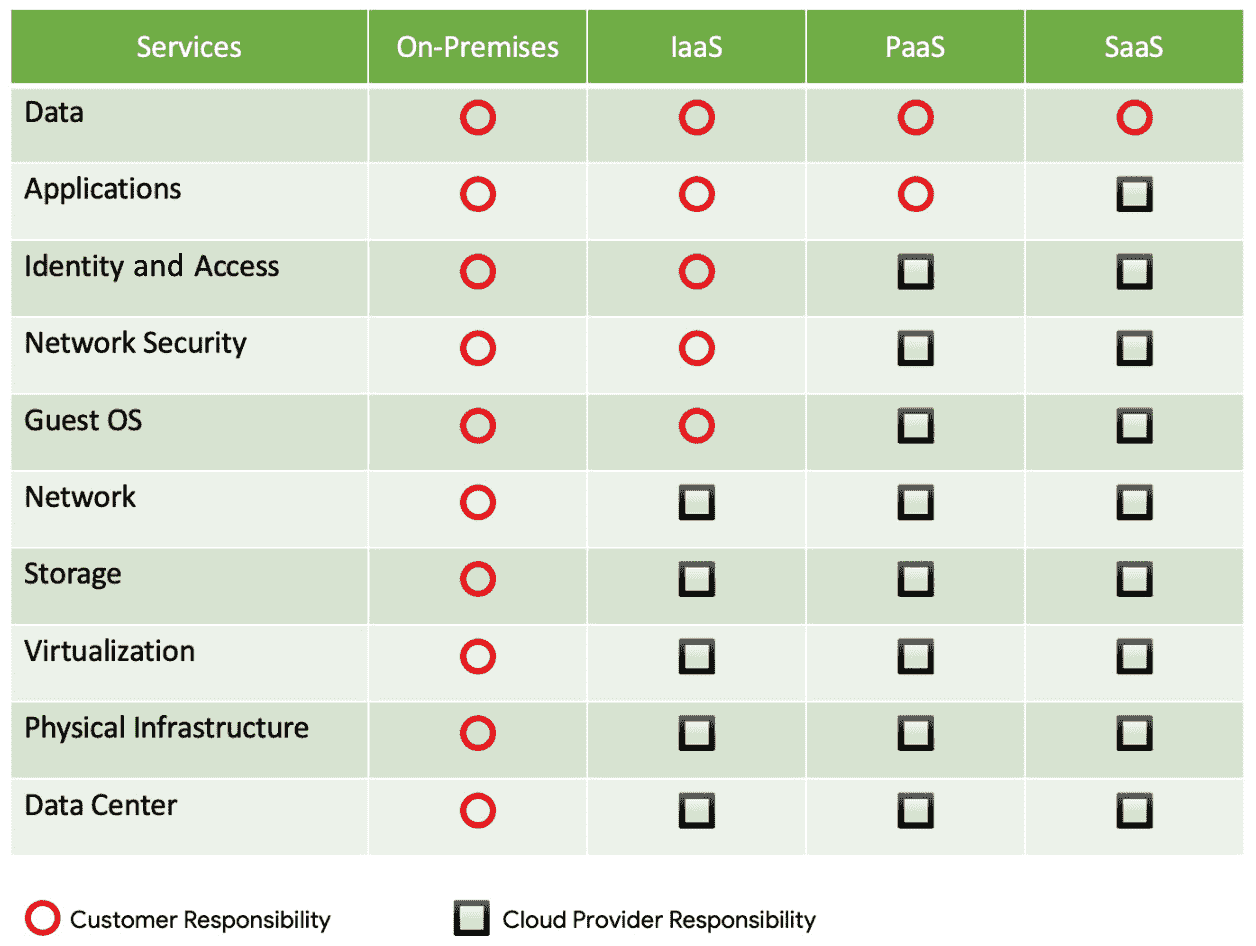 Services On-Premises IaaS PaaS SaaS
Data
Applications
Identity and Access
Network Security
Guest OS
Network
Storage
Virtualization
Physical Infrastructure
Data Center
Customer Responsibility Cloud Provider Responsibility